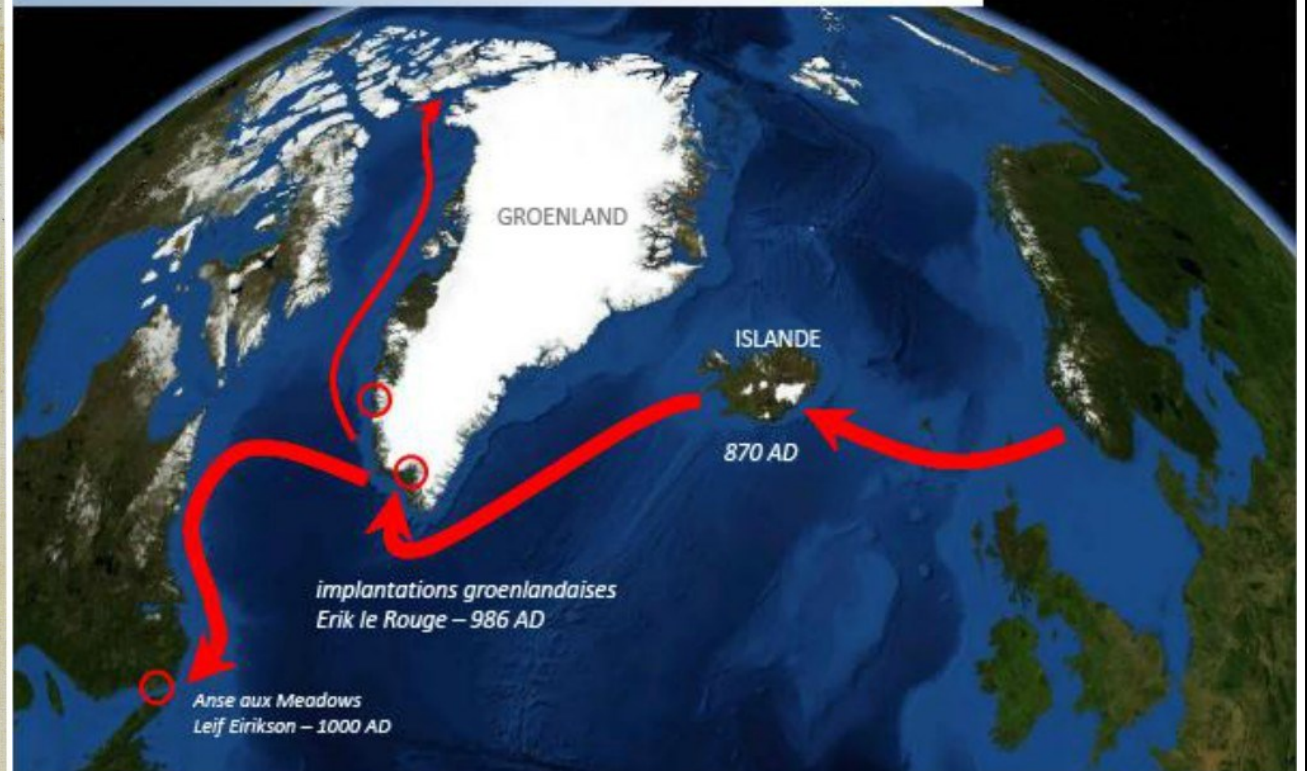 GROENLAND
ISLANDE
870 AD
implantations groenlandaises
Erik le Rouge – 986 AD
Anse aux Meadows
Leif Eirikson – 1000 AD